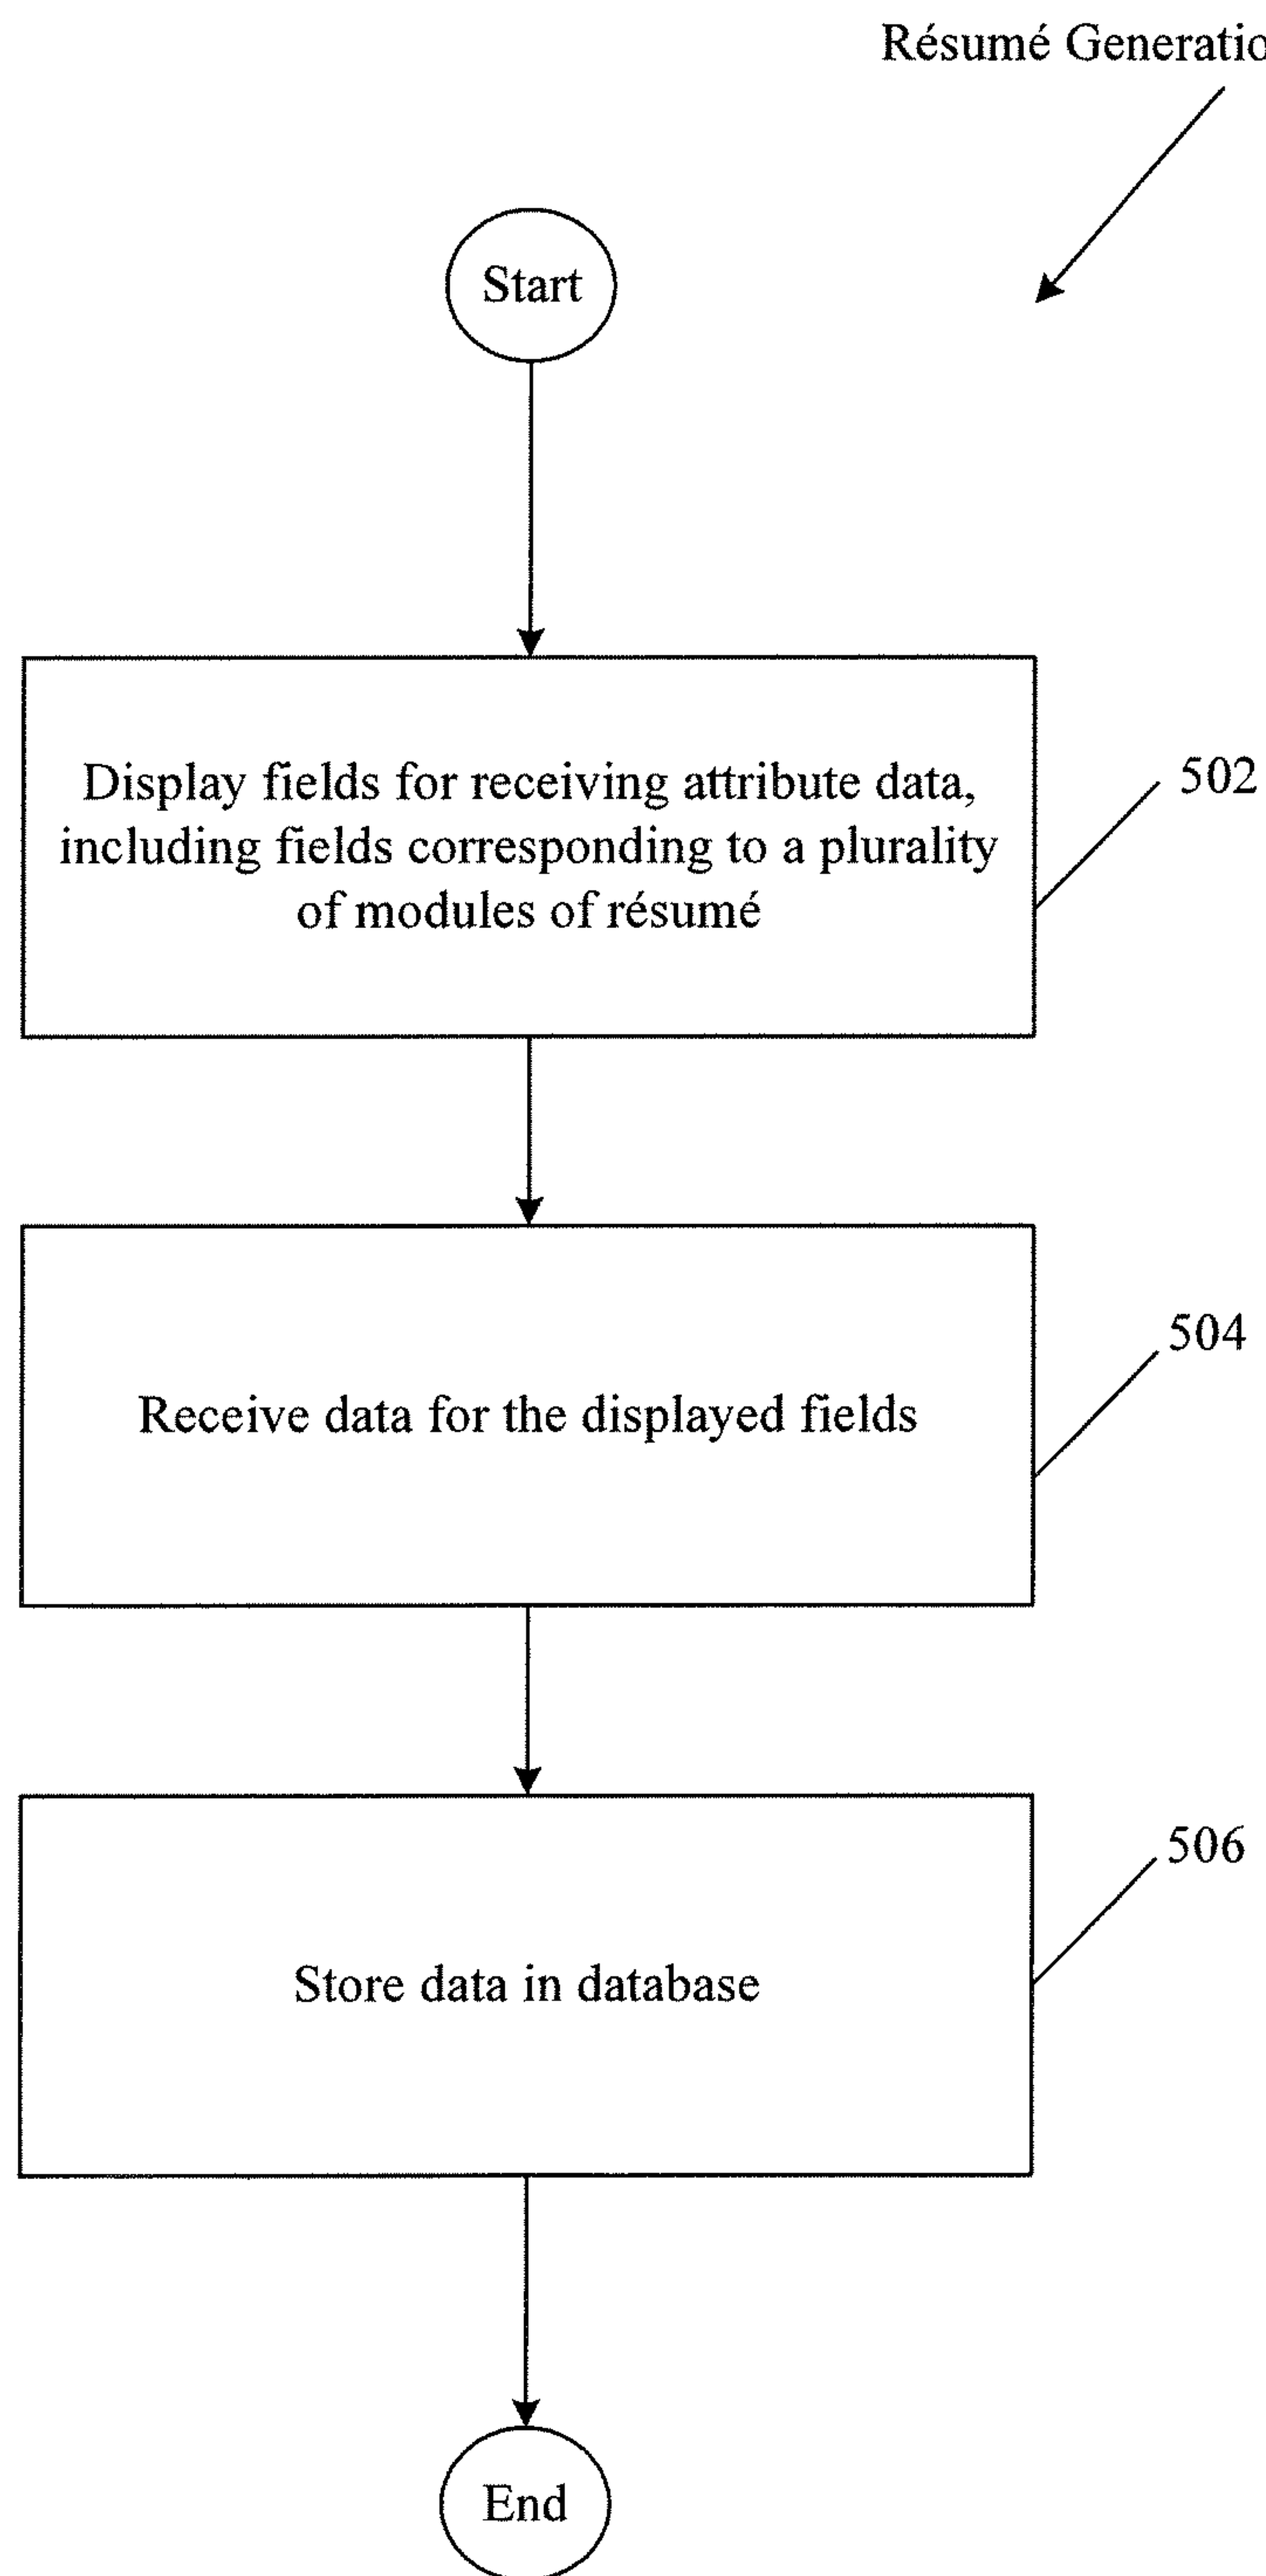 Résumé Generatio
Start
Display fields for receiving attribute data,
including fields corresponding to a plurality
of modules of résumé
502
Receive data for the displayed fields
504
Store data in database
506
End